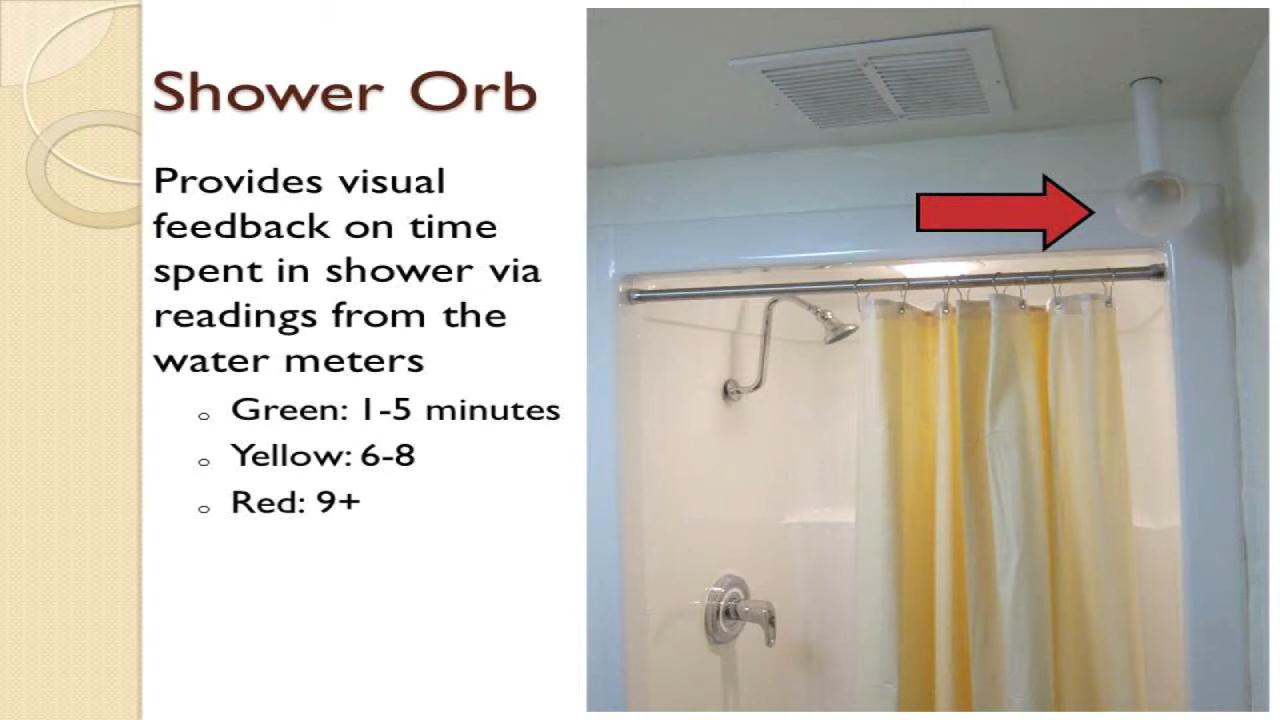 Shower Orb
Provides visual
feedback on time
spent in shower via
readings from the
water meters
Green: 1-5 minutes
Yellow: 6-8
Red: 9+